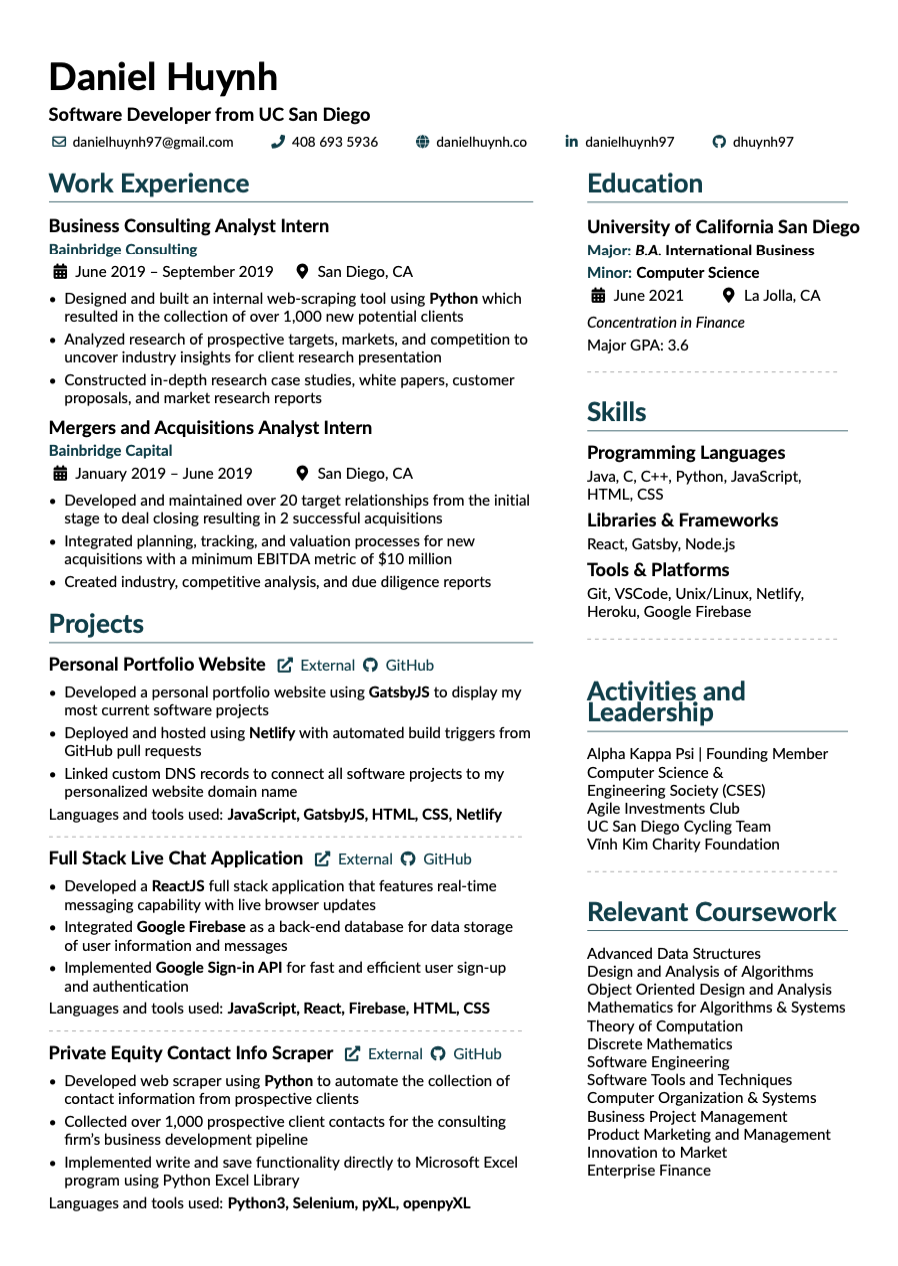 Daniel Huynh
Software Developer from UC San Diego
danielhuynh97@gmail.com 408 693 5936 danielhuynh.co danielhuynh97 dhuynh97
Work Experience
Business Consulting Analyst Intern
Bainbridge Consulting
June 2019 – September 2019 San Diego, CA
• Designed and built an internal web-scraping tool using Python which
resulted in the collection of over 1,000 new potential clients
• Analyzed research of prospective targets, markets, and competition to
uncover industry insights for client research presentation
• Constructed in-depth research case studies, white papers, customer
proposals, and market research reports
Mergers and Acquisitions Analyst Intern
Bainbridge Capital
January 2019 – June 2019 San Diego, CA
• Developed and maintained over 20 target relationships from the initial
stage to deal closing resulting in 2 successful acquisitions
• Integrated planning, tracking, and valuation processes for new
acquisitions with a minimum EBITDA metric of $10 million
• Created industry, competitive analysis, and due diligence reports
Projects
Personal Portfolio Website External GitHub
• Developed a personal portfolio website using GatsbyJS to display my
most current software projects
• Deployed and hosted using Netlify with automated build triggers from
GitHub pull requests
• Linked custom DNS records to connect all software projects to my
personalized website domain name
Languages and tools used: JavaScript, GatsbyJS, HTML, CSS, Netlify
Full Stack Live Chat Application External GitHub
• Developed a ReactJS full stack application that features real-time
messaging capability with live browser updates
• Integrated Google Firebase as a back-end database for data storage
of user information and messages
• Implemented Google Sign-in API for fast and efficient user sign-up
and authentication
Languages and tools used: JavaScript, React, Firebase, HTML, CSS
Private Equity Contact Info Scraper External GitHub
• Developed web scraper using Python to automate the collection of
contact information from prospective clients
• Collected over 1,000 prospective client contacts for the consulting
firm's business development pipeline
• Implemented write and save functionality directly to Microsoft Excel
program using Python Excel Library
Languages and tools used: Python3, Selenium, pyXL, openpyXL
Education
University of California San Diego
Major: B.A. International Business
Minor: Computer Science
June 2021 La Jolla, CA
Concentration in Finance
Major GPA: 3.6
Skills
Programming Languages
Java, C, C++, Python, JavaScript,
HTML, CSS
Libraries & Frameworks
React, Gatsby, Node.js
Tools & Platforms
Git, VSCode, Unix/Linux, Netlify,
Heroku, Google Firebase
Activities and
Leadership
Alpha Kappa Psi | Founding Member
Computer Science &
Engineering Society (CSES)
Agile Investments Club
UC San Diego Cycling Team
Vĩnh Kim Charity Foundation
Relevant Coursework
Advanced Data Structures
Design and Analysis of Algorithms
Object Oriented Design and Analysis
Mathematics for Algorithms & Systems
Theory of Computation
Discrete Mathematics
Software Engineering
Software Tools and Techniques
Computer Organization & Systems
Business Project Management
Product Marketing and Management
Innovation to Market
Enterprise Finance